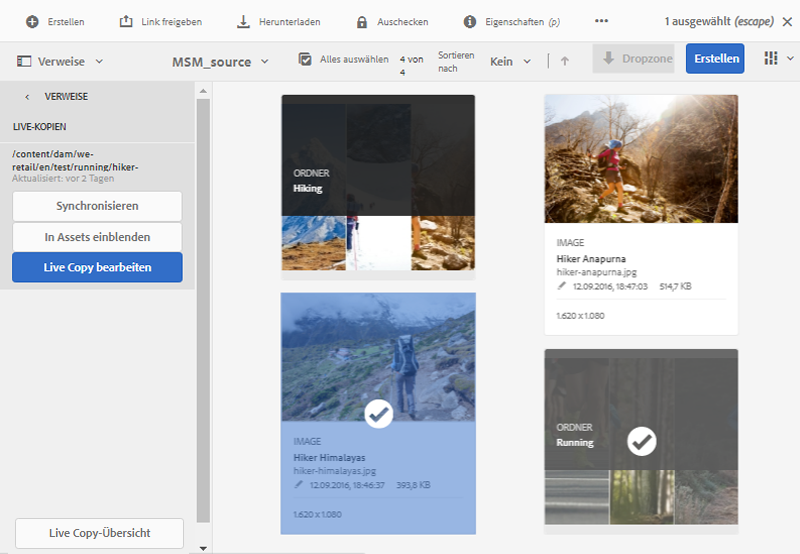 Erstellen
Link freigeben
Herunterladen
Auschecken
Eigenschaften (p)
1 ausgewählt (escape)
Verweise
MSM_source
Alles auswählen
4 von
4
Sortieren
nach
Kein
Dropzone
Erstellen
VERWEISE
LIVE-KOPIEN
/content/dam/we-
retail/en/test/running/hiker-
Aktualisiert: vor 2 Tagen
Synchronisieren
In Assets einblenden
Live Copy bearbeiten
Live Copy-Übersicht
ORDNER
Hiking
IMAGE
Hiker Anapurna
hiker-anapurna.jpg
12.09.2016, 18:47:03 514,7 KB
1.620 x 1.080
IMAGE
Hiker Himalayas
hiker-himalayas.jpg
12.09.2016, 18:46:37 393,8 KB
1.620 x 1.080
ORDNER
Running